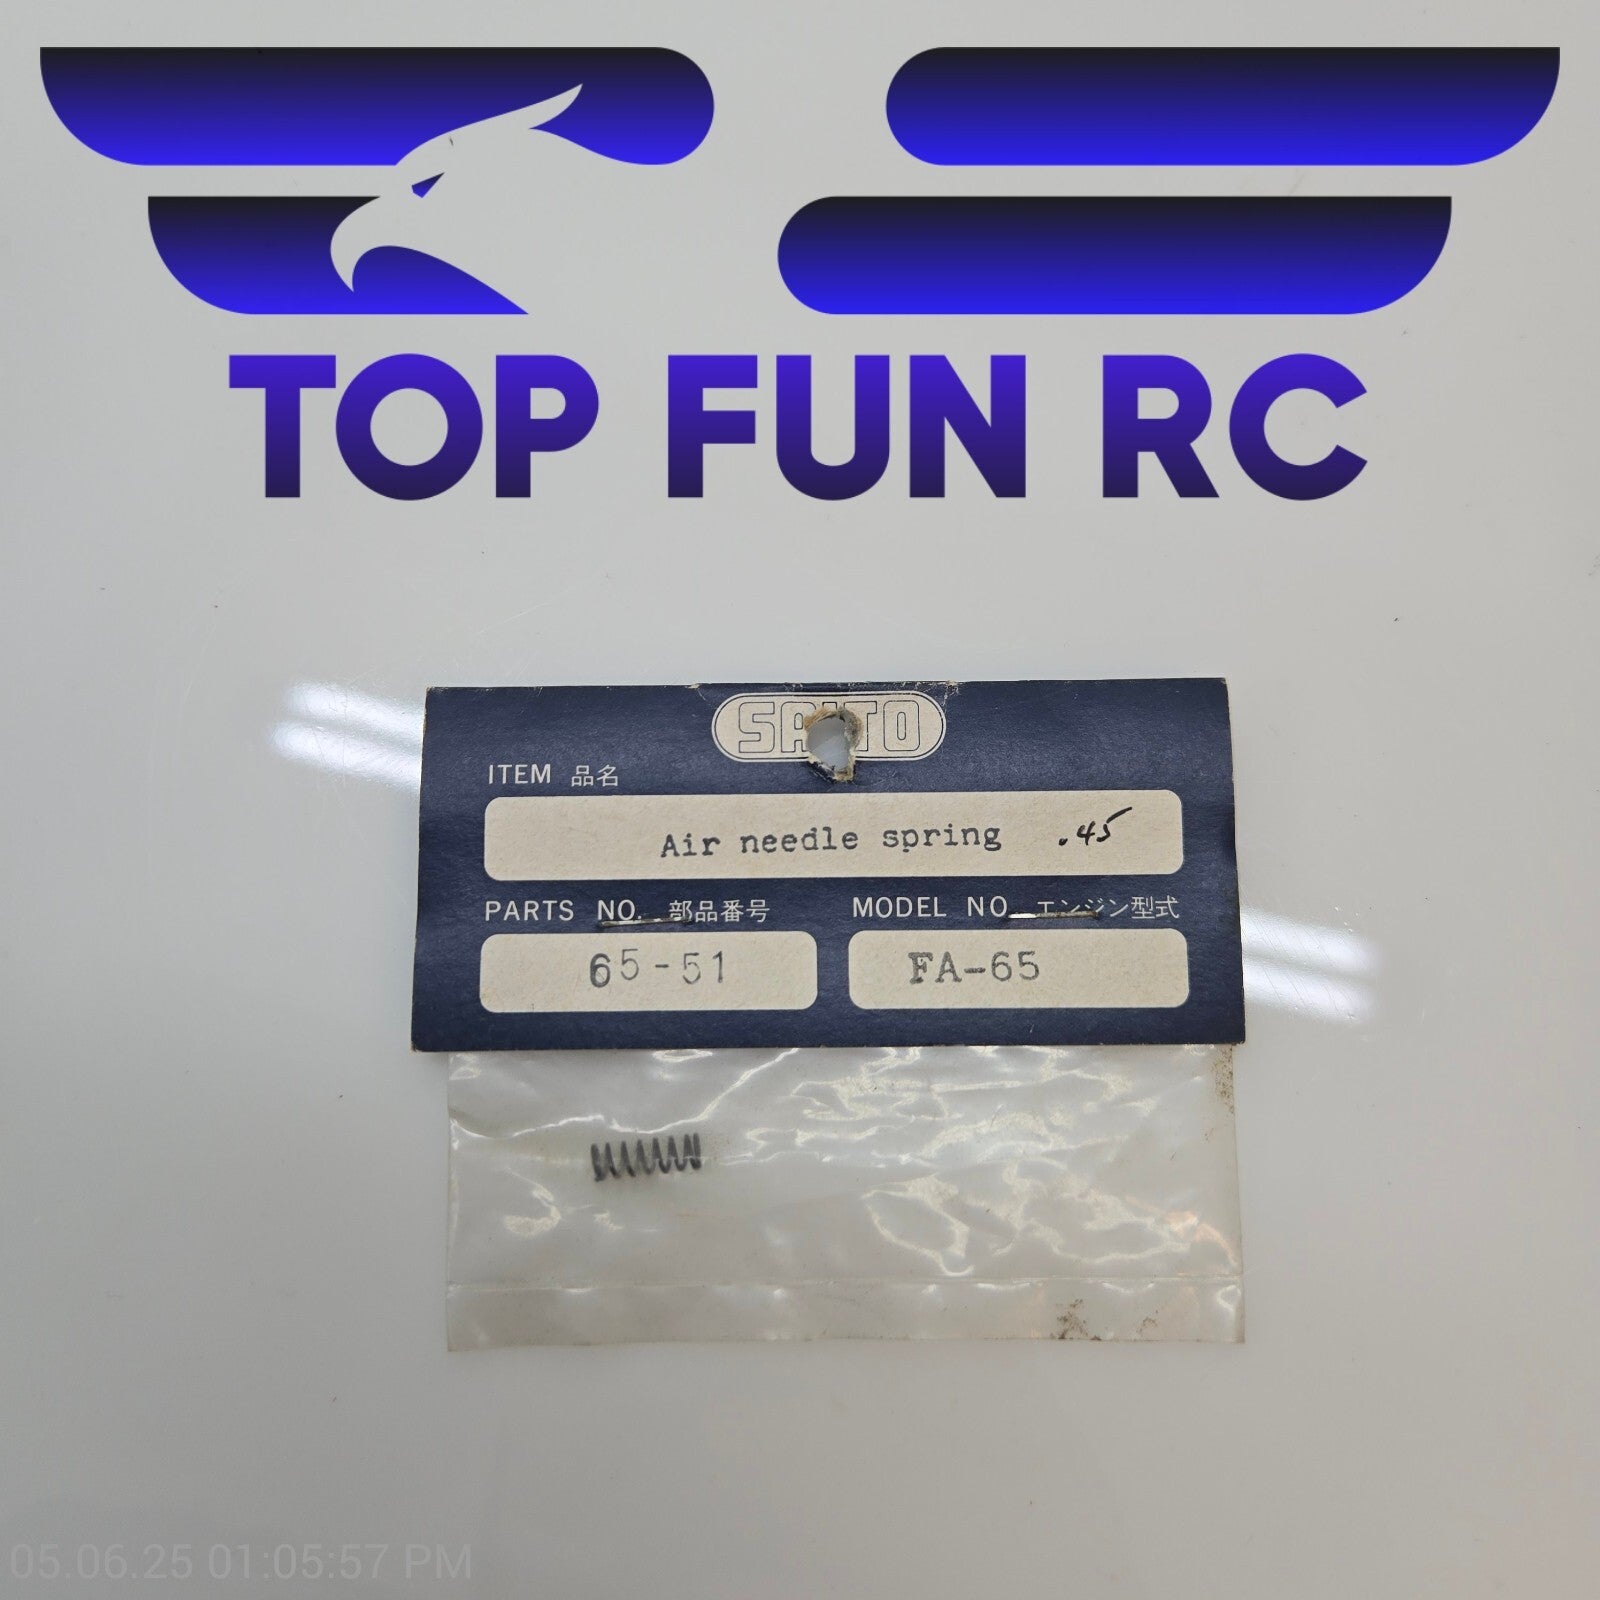 TOP FUN RC
SAITO
ITEM 品名
Air needle spring .45
PARTS NO. 部品番号
MODEL NO. エンジン型式
65-51
FA-65
05.06.25 01:05:57 PM